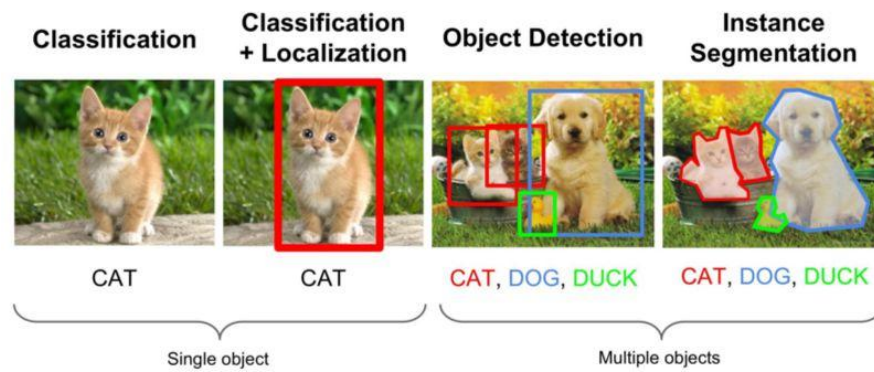 Classification
Classification
+ Localization
Object Detection
Instance
Segmentation
CAT
CAT
CAT, DOG, DUCK
CAT, DOG, DUCK
Single object
Multiple objects